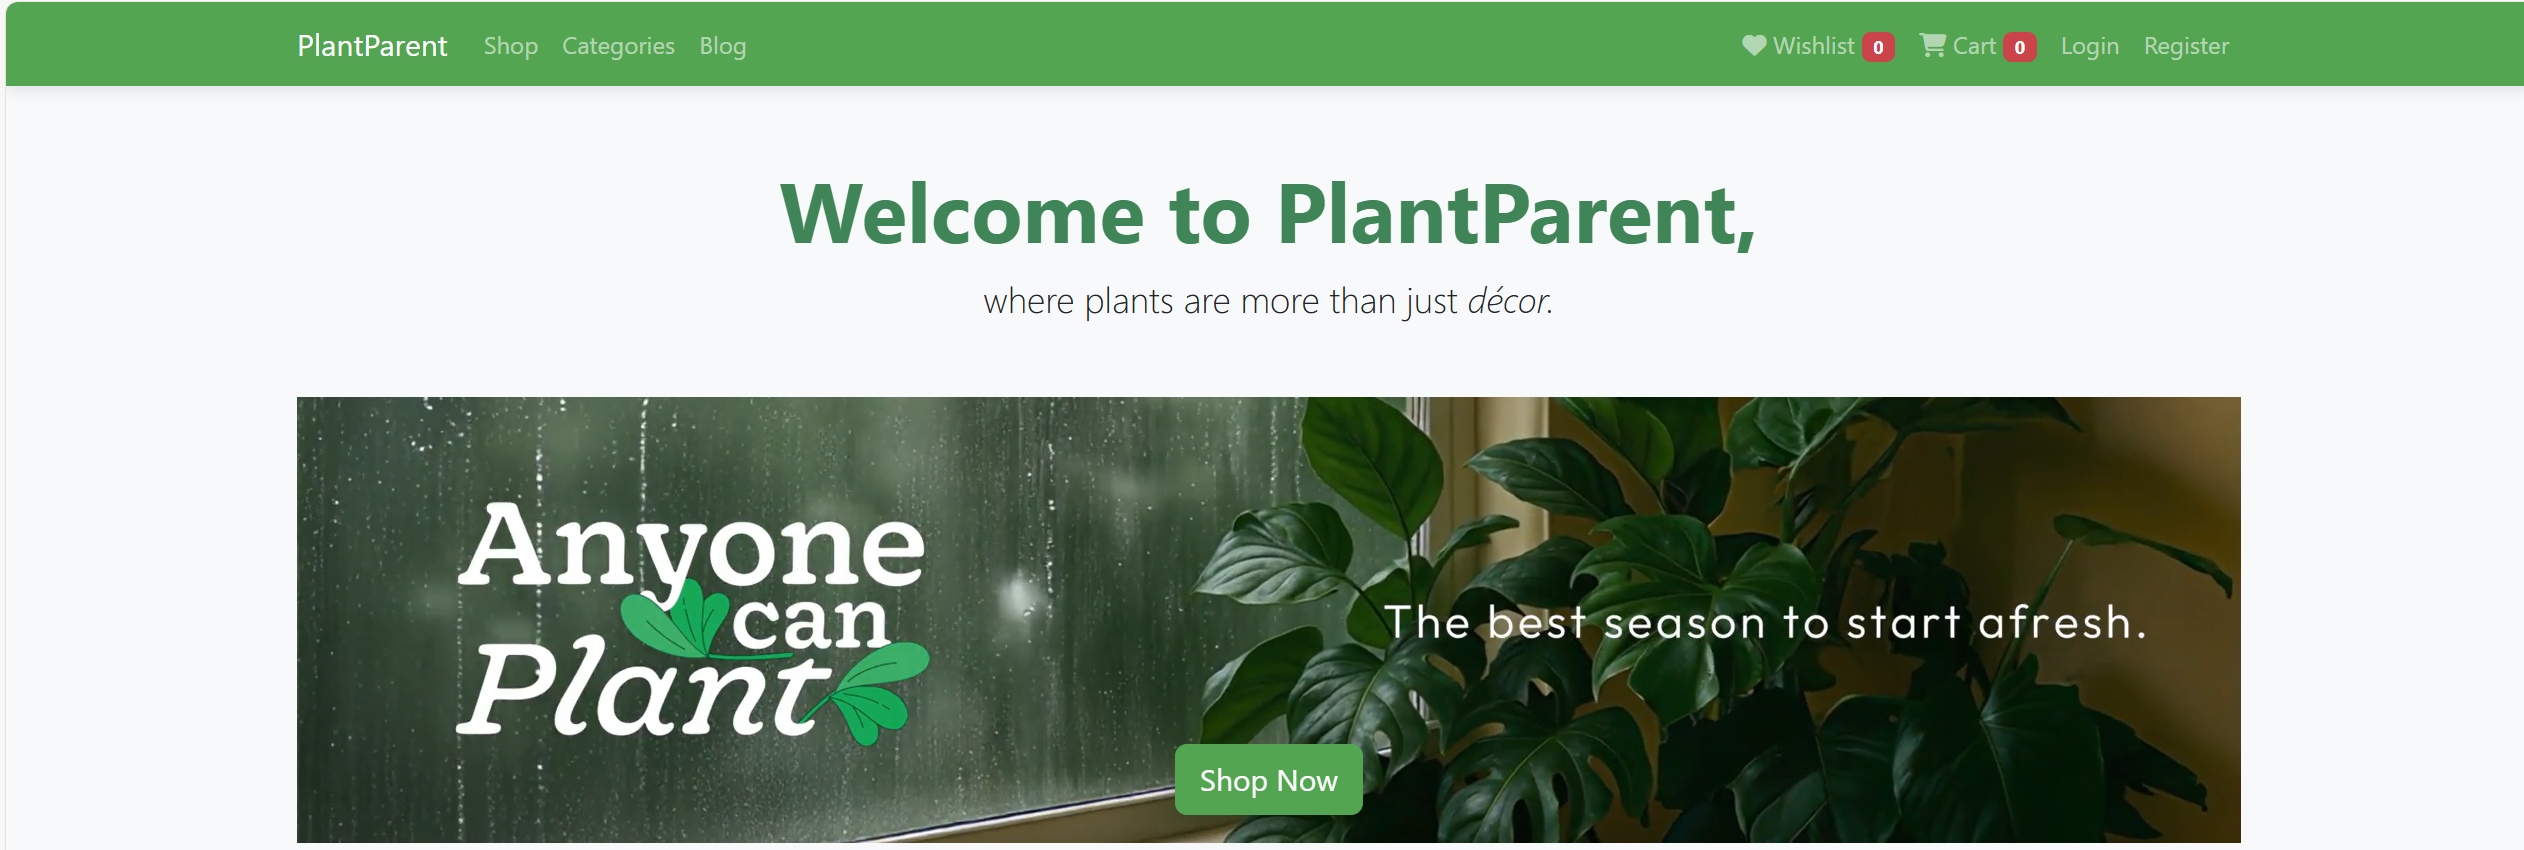 PlantParent Shop Categories Blog Wishlist 0 Cart 0 Login Register
Welcome to PlantParent,
where plants are more than just décor.
Anyone
can
Plant
The best season to start afresh.
Shop Now